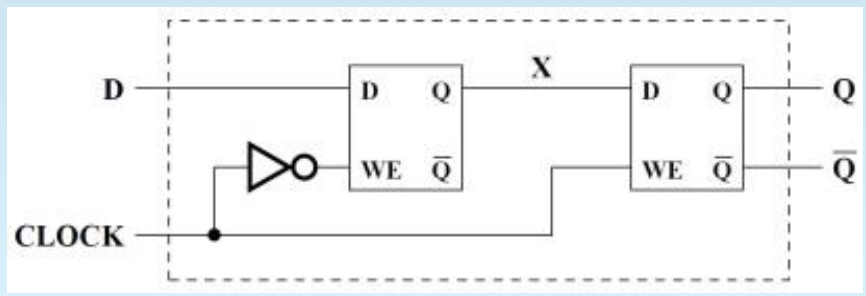 X
D D Q D Q Q
WE Q̅ WE Q̅ Q̅
CLOCK